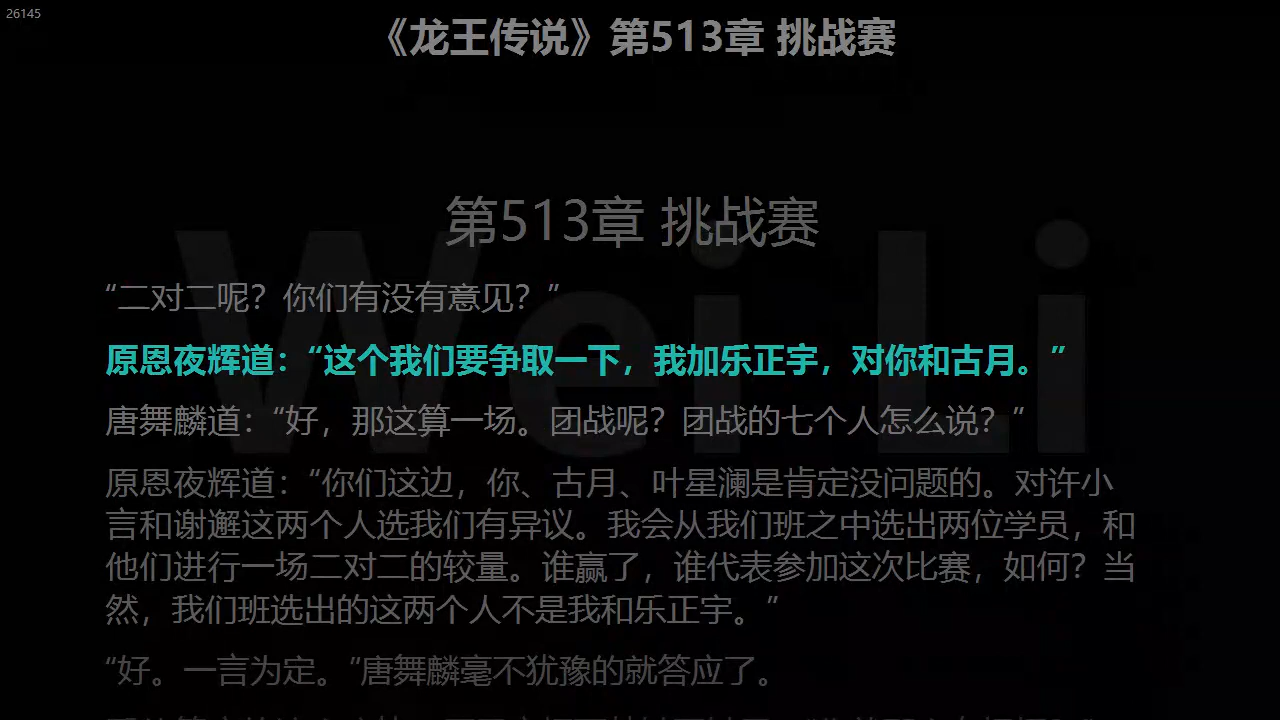 26145
《龙王传说》第513章 挑战赛
第513章 挑战赛
Wei Li
“二对二呢？你们有没有意见？”
原恩夜辉道：“这个我们要争取一下，我加乐正宇，对你和古月。”
唐舞麟道：“好，那这算一场。团战呢？团战的七个人怎么说？”
原恩夜辉道：“你们这边，你、古月、叶星澜是肯定没问题的。对许小
言和谢邂这两个人选我们有异议。我会从我们班之中选出两位学员，和
他们进行一场二对二的较量。谁赢了，谁代表参加这次比赛，如何？当
然，我们班选出的这两个人不是我和乐正宇。”
“好。一言为定。”唐舞麟毫不犹豫的就答应了。